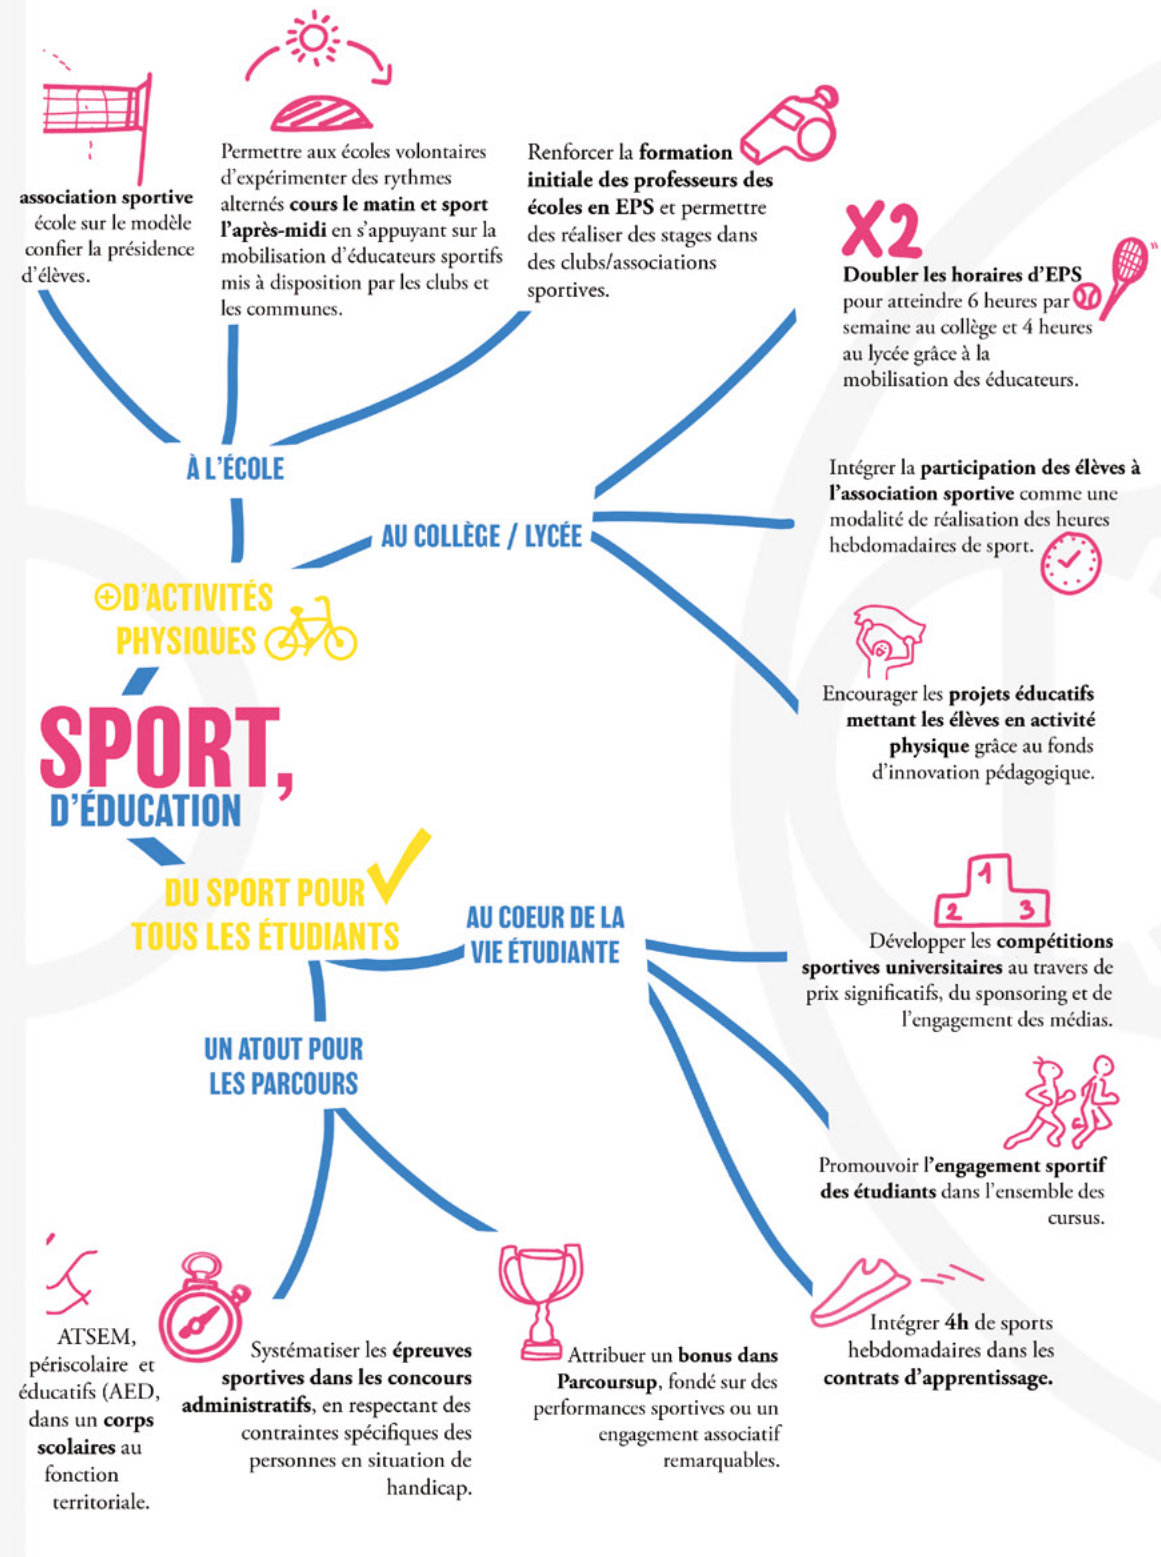 association sportive
école sur le modèle
confier la présidence
d'élèves.
Permettre aux écoles volontaires
d'expérimenter des rythmes
alternés cours le matin et sport
l'après-midi en s'appuyant sur la
mobilisation d'éducateurs sportifs
mis à disposition par les clubs et
les communes.
Renforcer la formation
initiale des professeurs des
écoles en EPS et permettre
des réaliser des stages dans
des clubs/associations
sportives.
X2
Doubler les horaires d'EPS
pour atteindre 6 heures par
semaine au collège et 4 heures
au lycée grâce à la
mobilisation des éducateurs.
À L'ÉCOLE
AU COLLÈGE / LYCÉE
Intégrer la participation des élèves à
l'association sportive comme une
modalité de réalisation des heures
hebdomadaires de sport.
+D'ACTIVITÉS
PHYSIQUES
Encourager les projets éducatifs
mettant les élèves en activité
physique grâce au fonds
d'innovation pédagogique.
SPORT,
D'ÉDUCATION
DU SPORT POUR
TOUS LES ÉTUDIANTS
AU COEUR DE LA
VIE ÉTUDIANTE
1
2 3
Développer les compétitions
sportives universitaires au travers de
prix significatifs, du sponsoring et de
l'engagement des médias.
UN ATOUT POUR
LES PARCOURS
Promouvoir l'engagement sportif
des étudiants dans l'ensemble des
cursus.
Intégrer 4h de sports
hebdomadaires dans les
contrats d'apprentissage.
ATSEM,
périscolaire et
éducatifs (AED,
dans un corps
scolaires au
fonction
territoriale.
Systématiser les épreuves
sportives dans les concours
administratifs, en respectant des
contraintes spécifiques des
personnes en situation de
handicap.
Attribuer un bonus dans
Parcoursup, fondé sur des
performances sportives ou un
engagement associatif
remarquables.